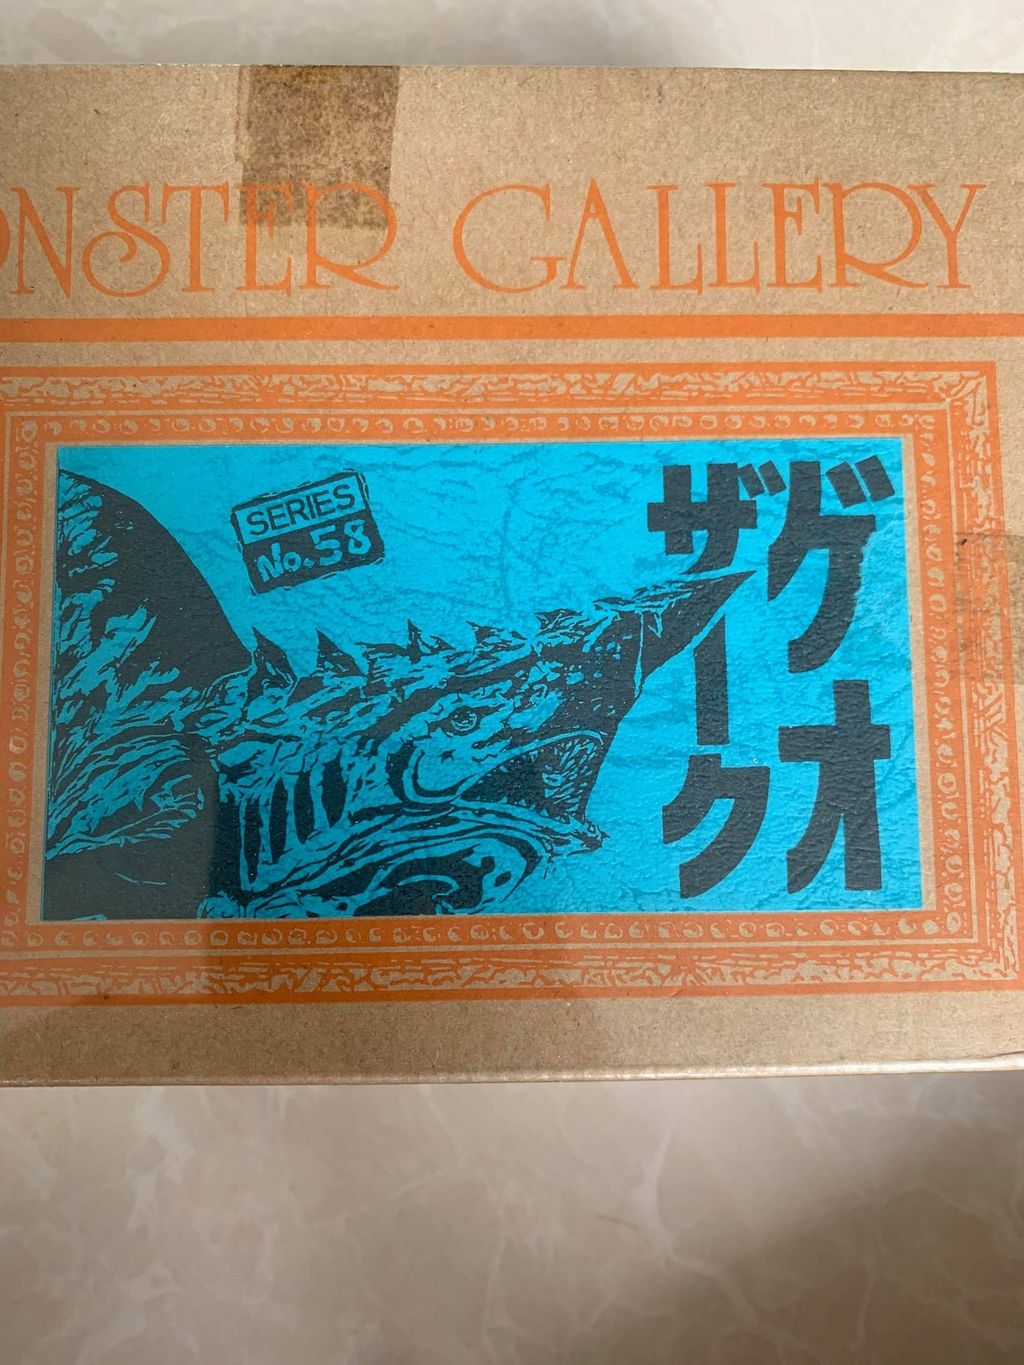 ONSTER GALLERY
SERIES
No.58
ゲオ
ザーク